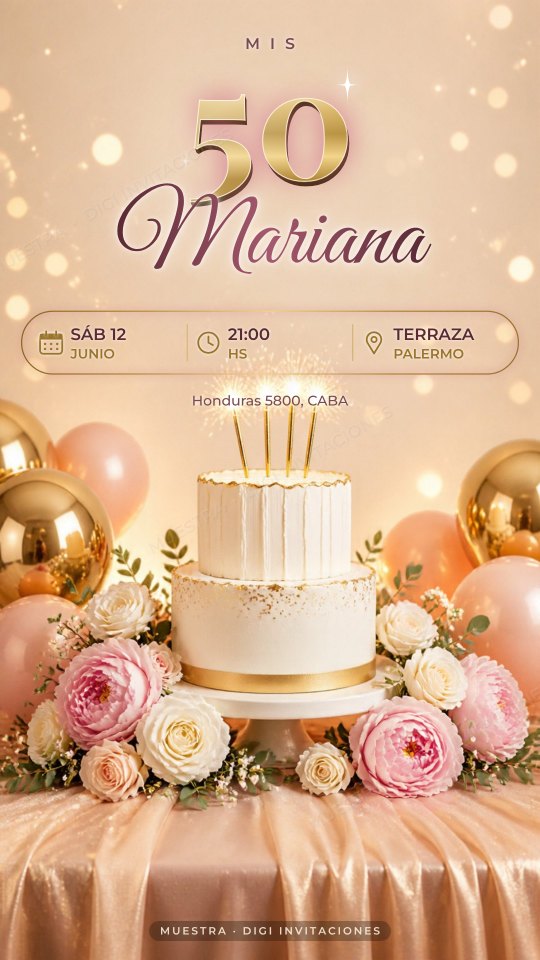 MIS
50
Mariana
SÁB 12
JUNIO
21:00
HS
TERRAZA
PALERMO
Honduras 5800, CABA
MUESTRA · DIGI INVITACIONES